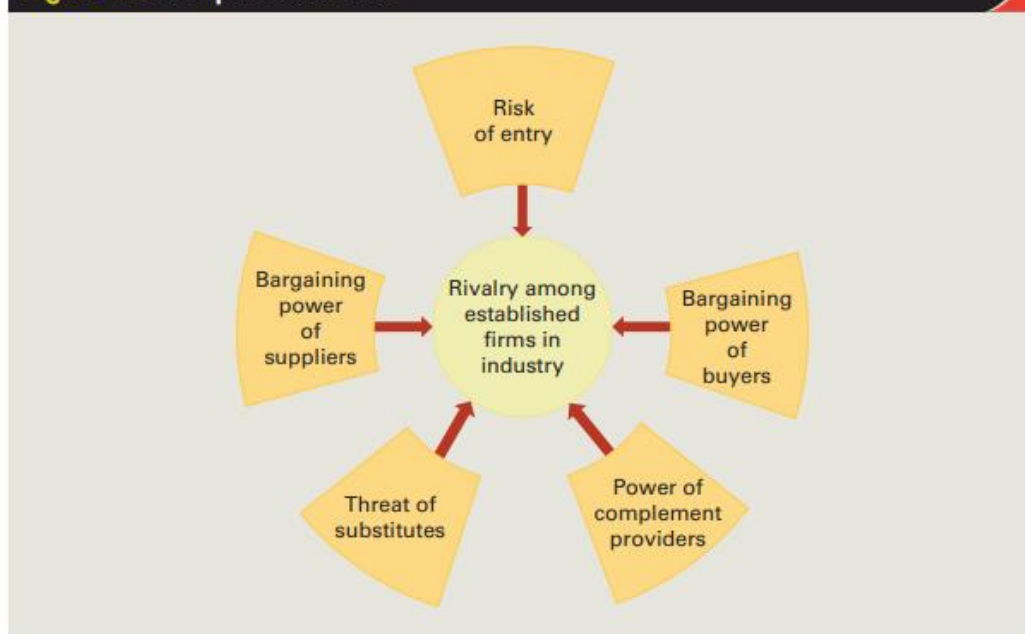 Risk
of entry
Bargaining
power
of
suppliers
Rivalry among
established
firms in
industry
Bargaining
power
of
buyers
Threat of
substitutes
Power of
complement
providers